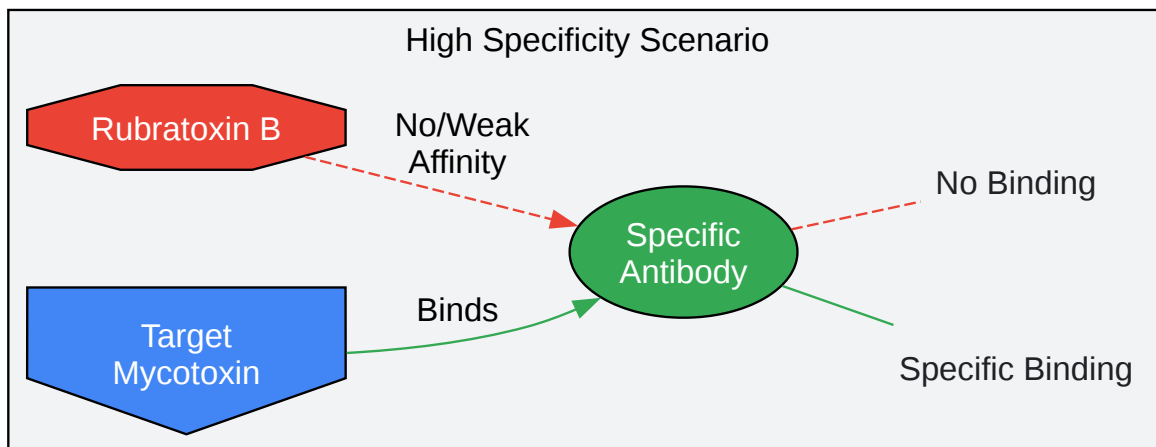 High Specificity Scenario
Rubratoxin B
No/Weak
Affinity
No Binding
Specific
Antibody
Binds
Target
Mycotoxin
Specific Binding